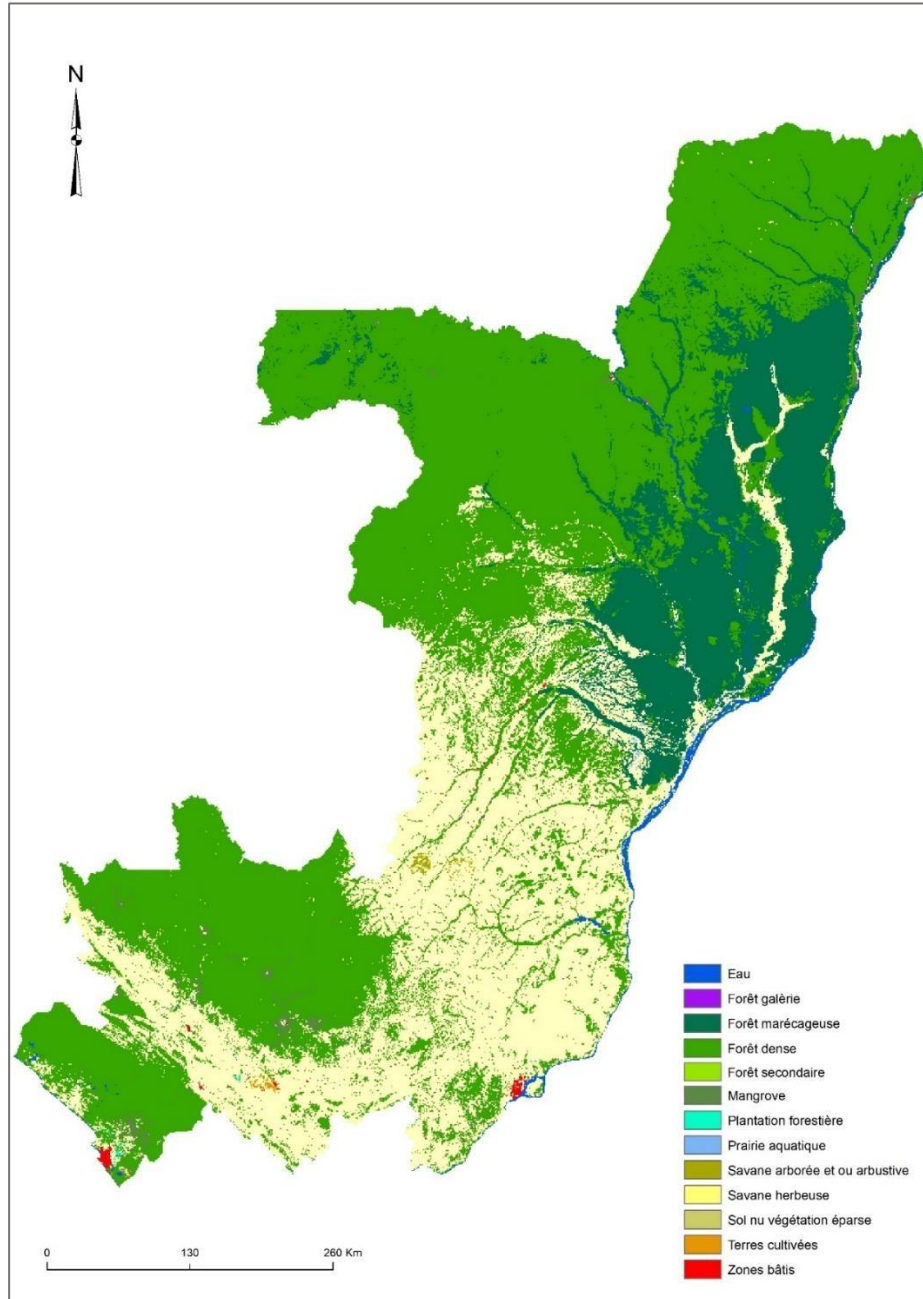 N
Eau
Forêt galèrie
Forêt marécageuse
Forêt dense
Forêt secondaire
Mangrove
Plantation forestière
Prairie aquatique
Savane arborée et ou arbustive
Savane herbeuse
Sol nu végétation éparse
Terres cultivées
Zones bâtis
0 130 260 Km